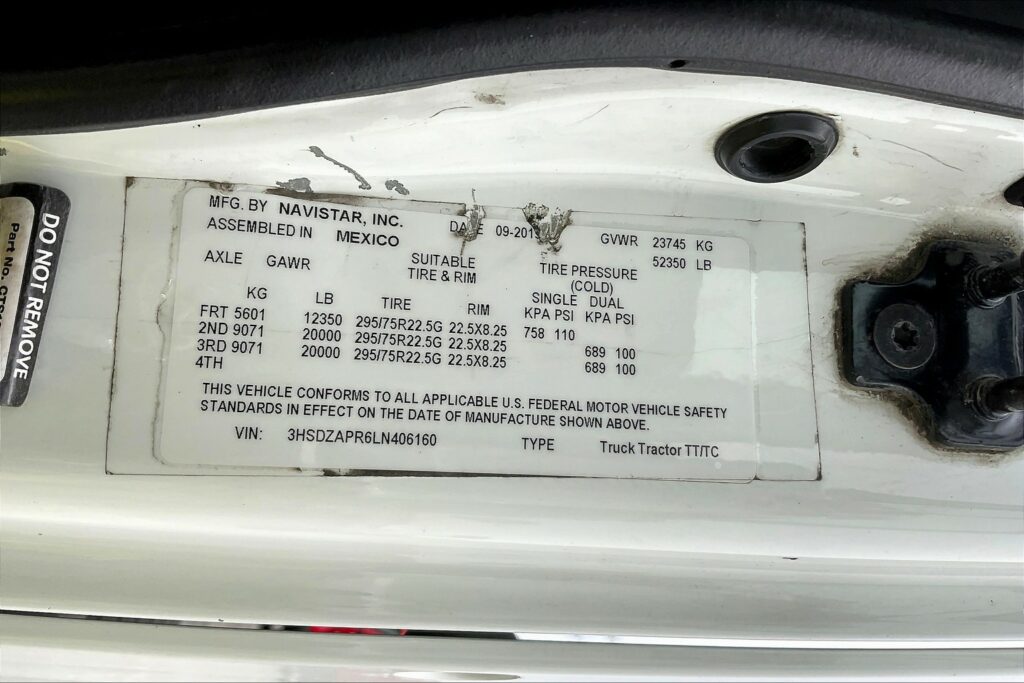 MFG. BY NAVISTAR, INC.
ASSEMBLED IN MEXICO
DATE 09-201
GVWR 23745 KG
52350 LB
AXLE GAWR SUITABLE TIRE & RIM TIRE PRESSURE
(COLD)
SINGLE DUAL
KG LB TIRE RIM KPA PSI KPA PSI
FRT 5601 12350 295/75R22.5G 22.5X8.25 758 110
2ND 9071 20000 295/75R22.5G 22.5X8.25 689 100
3RD 9071 20000 295/75R22.5G 22.5X8.25 689 100
4TH
THIS VEHICLE CONFORMS TO ALL APPLICABLE U.S. FEDERAL MOTOR VEHICLE SAFETY
STANDARDS IN EFFECT ON THE DATE OF MANUFACTURE SHOWN ABOVE.
VIN: 3HSDZAPR6LN406160 TYPE Truck Tractor TT/TC
DO NOT REMOVE
Part No.